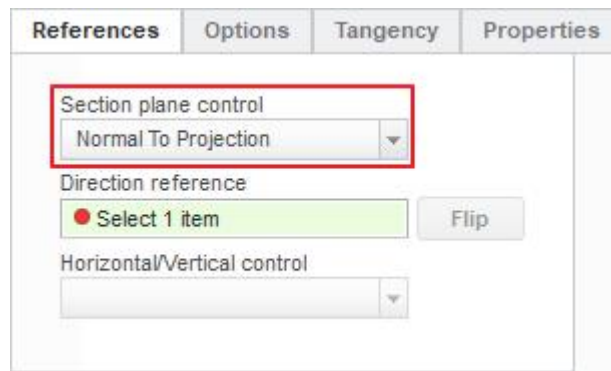 References Options Tangency Properties
Section plane control
Normal To Projection
Direction reference
Select 1 item Flip
Horizontal/Vertical control